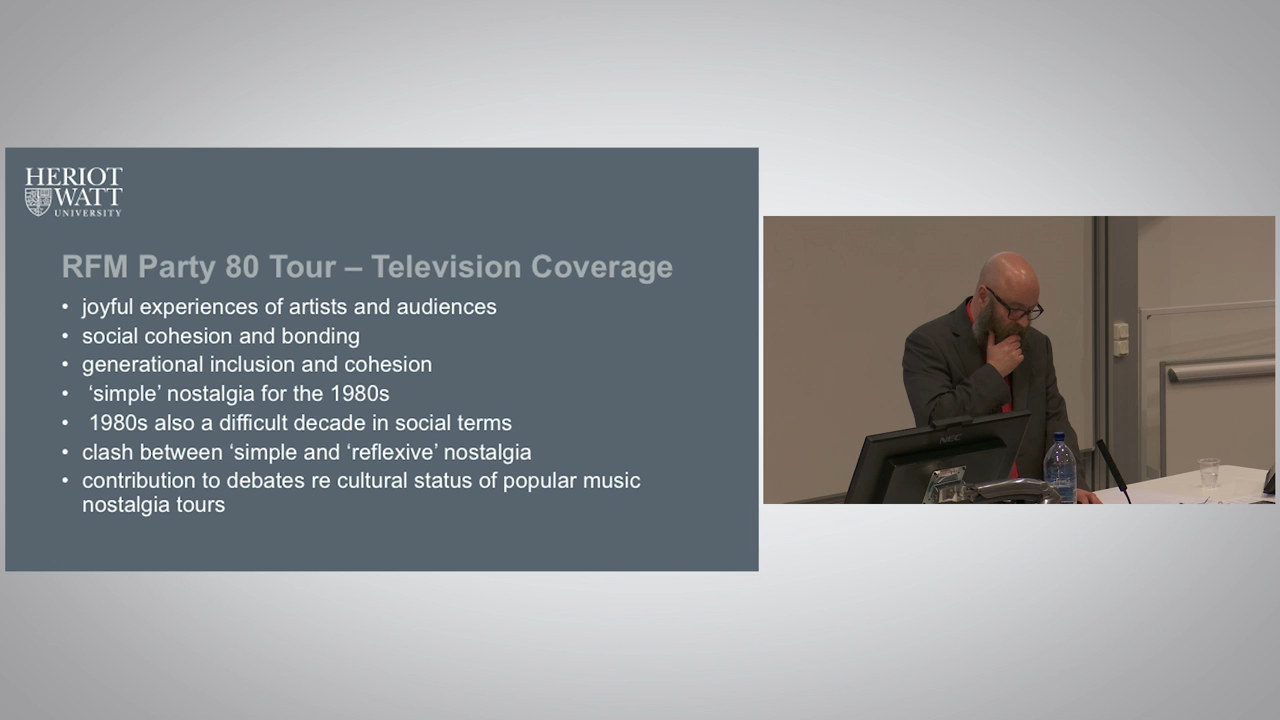 HERIOT
WATT
UNIVERSITY
RFM Party 80 Tour – Television Coverage
• joyful experiences of artists and audiences
• social cohesion and bonding
• generational inclusion and cohesion
• ‘simple’ nostalgia for the 1980s
• 1980s also a difficult decade in social terms
• clash between ‘simple and ‘reflexive’ nostalgia
• contribution to debates re cultural status of popular music
nostalgia tours
NEC